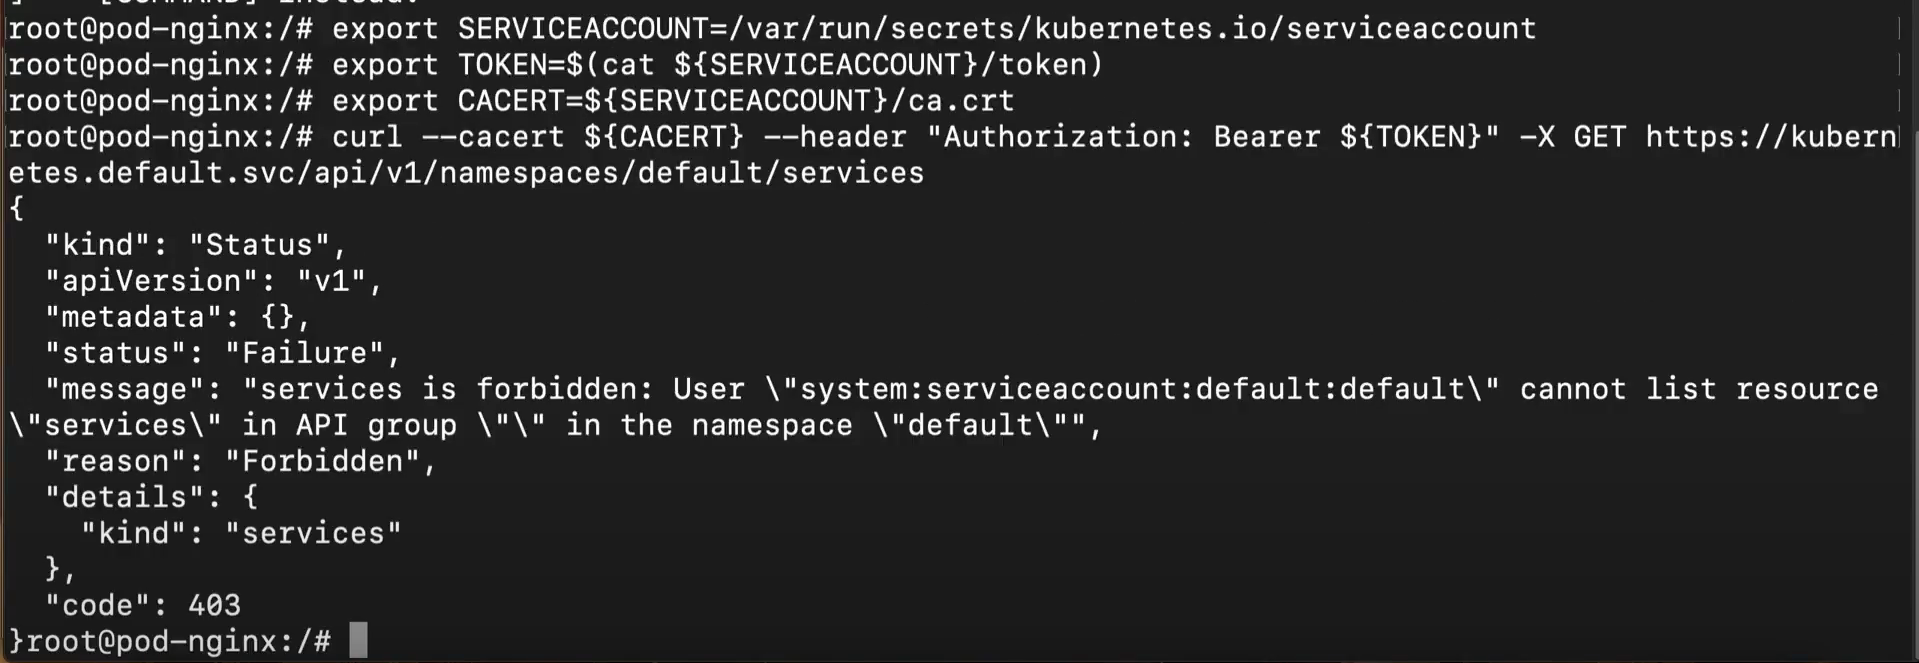 root@pod-nginx:/# export SERVICEACCOUNT=/var/run/secrets/kubernetes.io/serviceaccount
root@pod-nginx:/# export TOKEN=$(cat ${SERVICEACCOUNT}/token)
root@pod-nginx:/# export CACERT=${SERVICEACCOUNT}/ca.crt
root@pod-nginx:/# curl --cacert ${CACERT} --header "Authorization: Bearer ${TOKEN}" -X GET https://kubern
etes.default.svc/api/v1/namespaces/default/services
{
  "kind": "Status",
  "apiVersion": "v1",
  "metadata": {},
  "status": "Failure",
  "message": "services is forbidden: User \"system:serviceaccount:default:default\" cannot list resource
\"services\" in API group \"\" in the namespace \"default\"",
  "reason": "Forbidden",
  "details": {
    "kind": "services"
  },
  "code": 403
}root@pod-nginx:/#